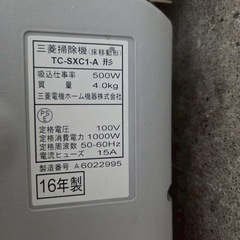 三菱掃除機(床移動形)
TC-SXC1-A 形
吸込仕事率 500W
質量 4.0kg
三菱電機ホーム機器株式会社
PS E
定格電圧 100V
定格消費電力 1000W
定格周波数 50-60Hz
電流ヒューズ 15A
製造番号 A6022995
16年製